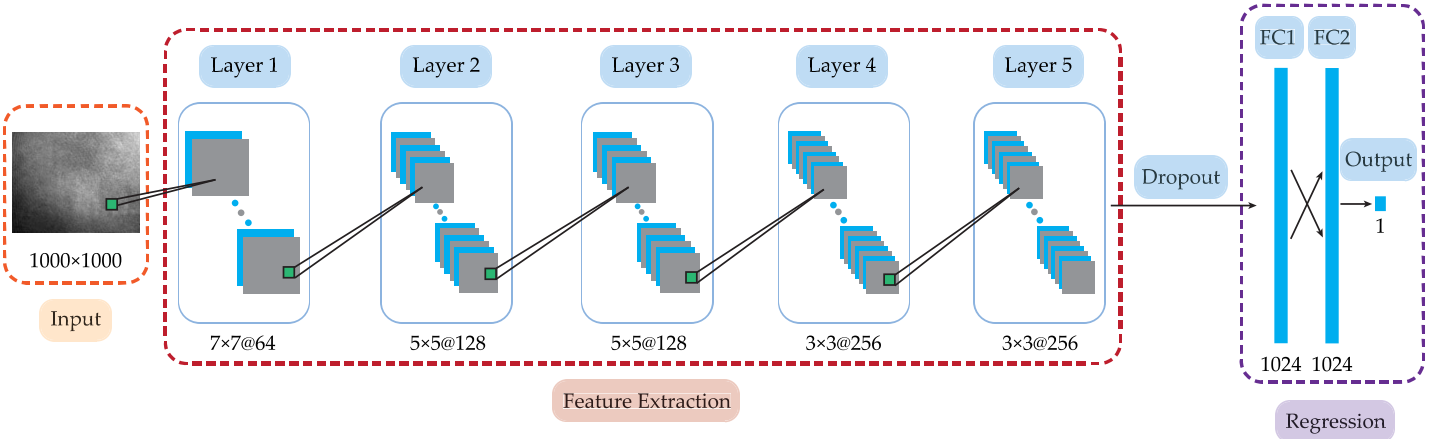 1000×1000
Input
Layer 1
Layer 2
Layer 3
Layer 4
Layer 5
7×7@64
5×5@128
5×5@128
3×3@256
3×3@256
Feature Extraction
Dropout
FC1
FC2
Output
1
1024
1024
Regression